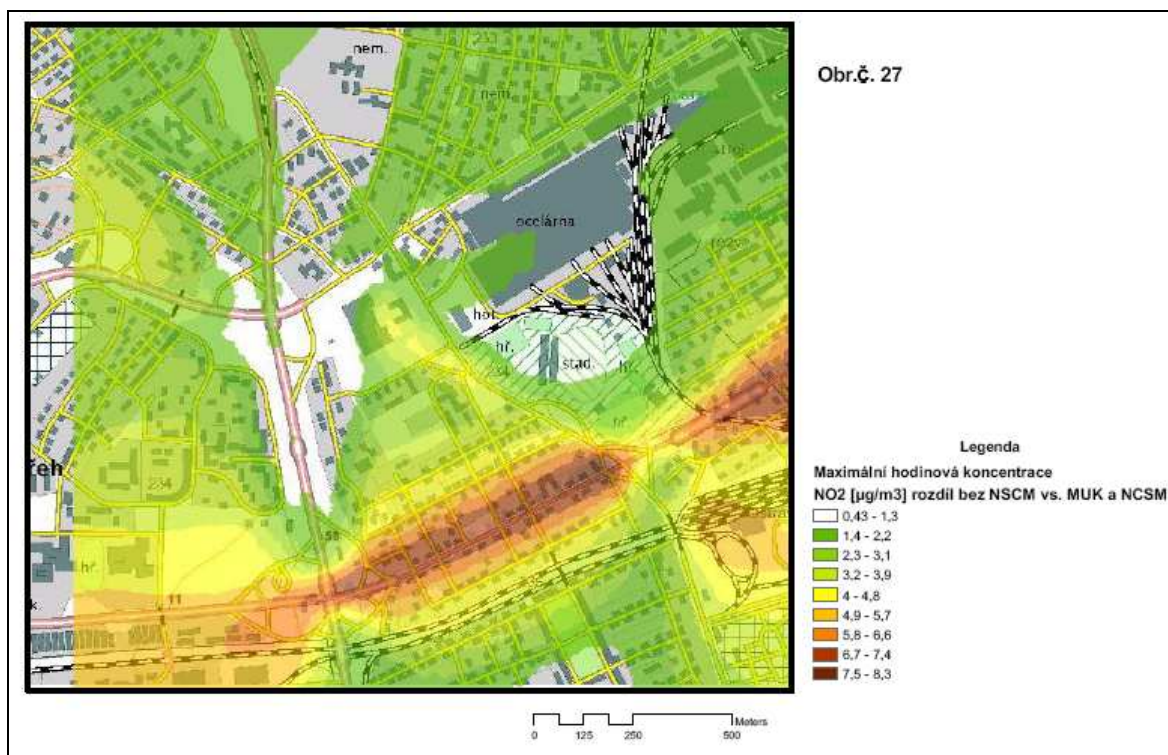 Obr.č. 27
nem.
233
nem.
ocelárna
hot.
hř.
stad.
hř.
234
hř.
řeh
234
58
hř.
11
k.
Legenda
Maximální hodinová koncentrace
NO2 [µg/m3] rozdíl bez NSCM vs. MUK a NCSM
0,43 - 1,3
1,4 - 2,2
2,3 - 3,1
3,2 - 3,9
4 - 4,8
4,9 - 5,7
5,8 - 6,6
6,7 - 7,4
7,5 - 8,3
Meters
0 125 250 500